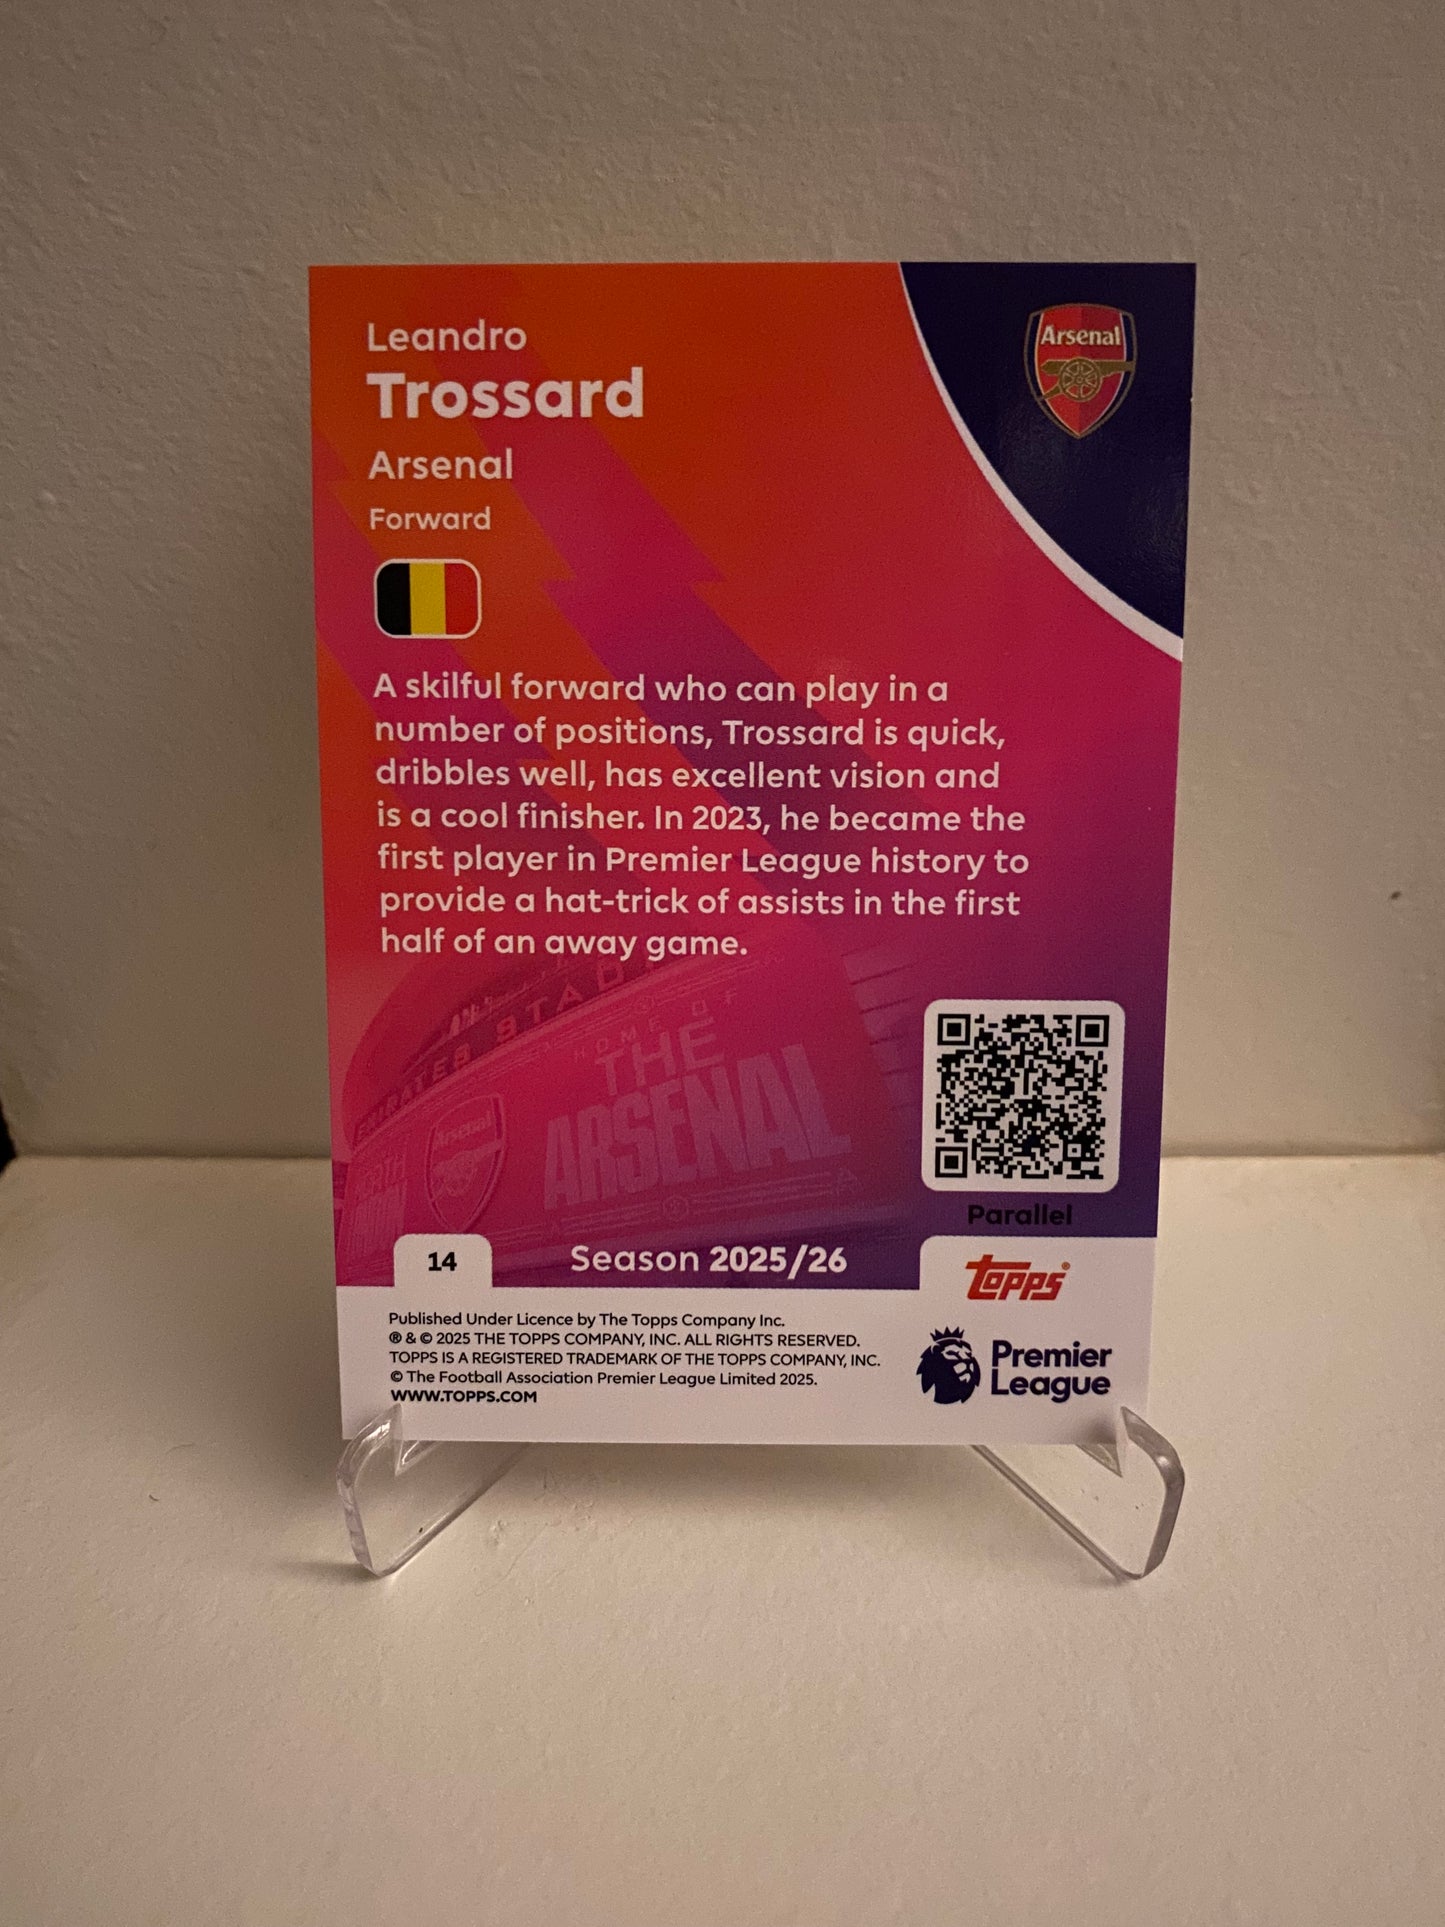 Arsenal
Leandro
Trossard
Arsenal
Forward
A skilful forward who can play in a
number of positions, Trossard is quick,
dribbles well, has excellent vision and
is a cool finisher. In 2023, he became the
first player in Premier League history to
provide a hat-trick of assists in the first
half of an away game.
EMIRATES STAD
HOME OF
THE
ARSENAL
Arsenal
Parallel
14
Season 2025/26
topps®
Published Under Licence by The Topps Company Inc.
® & © 2025 THE TOPPS COMPANY, INC. ALL RIGHTS RESERVED.
TOPPS IS A REGISTERED TRADEMARK OF THE TOPPS COMPANY, INC.
© The Football Association Premier League Limited 2025.
WWW.TOPPS.COM
Premier
League